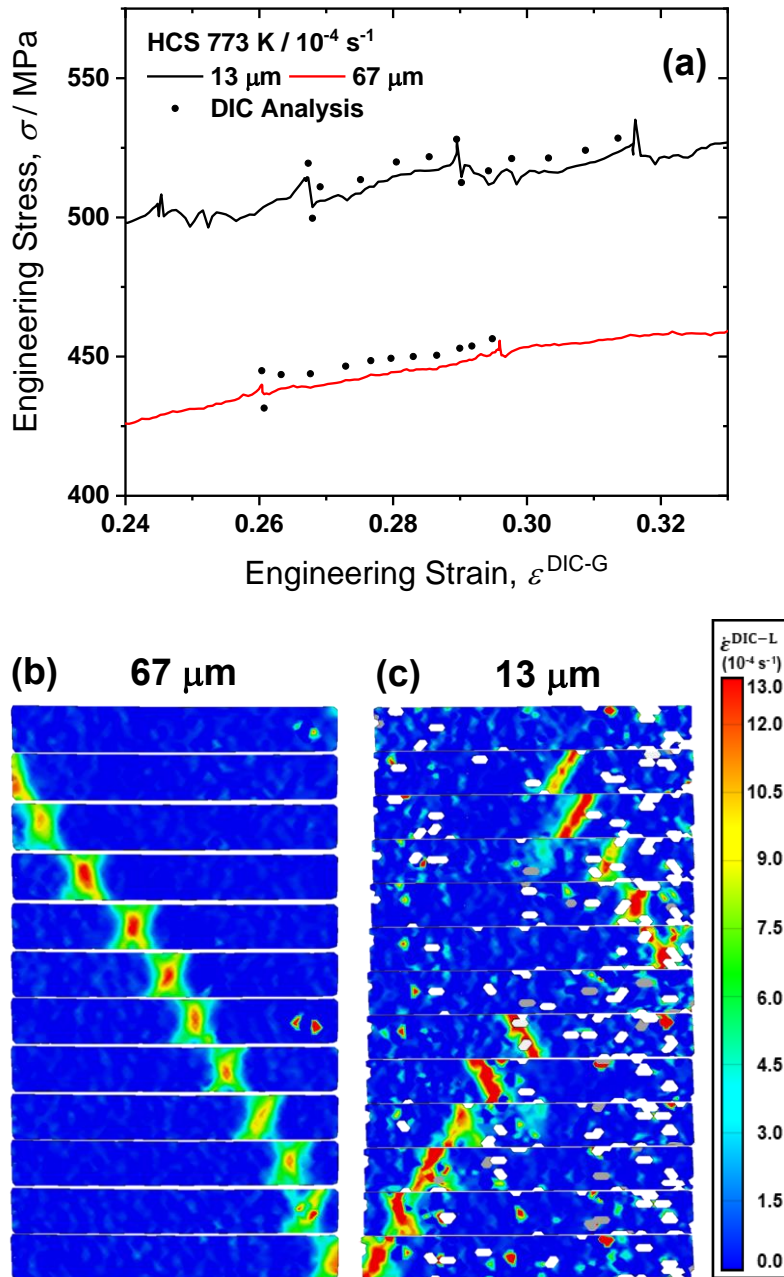 HCS 773 K / 10⁻⁴ s⁻¹
13 μm 67 μm
DIC Analysis
(a)
Engineering Stress, σ / MPa
550
500
450
400
0.24 0.26 0.28 0.30 0.32
Engineering Strain, ε^DIC-G
(b) 67 μm
(c) 13 μm
ε̇^DIC−L
(10⁻⁴ s⁻¹)
13.0
12.0
10.5
9.0
7.5
6.0
4.5
3.0
1.5
0.0